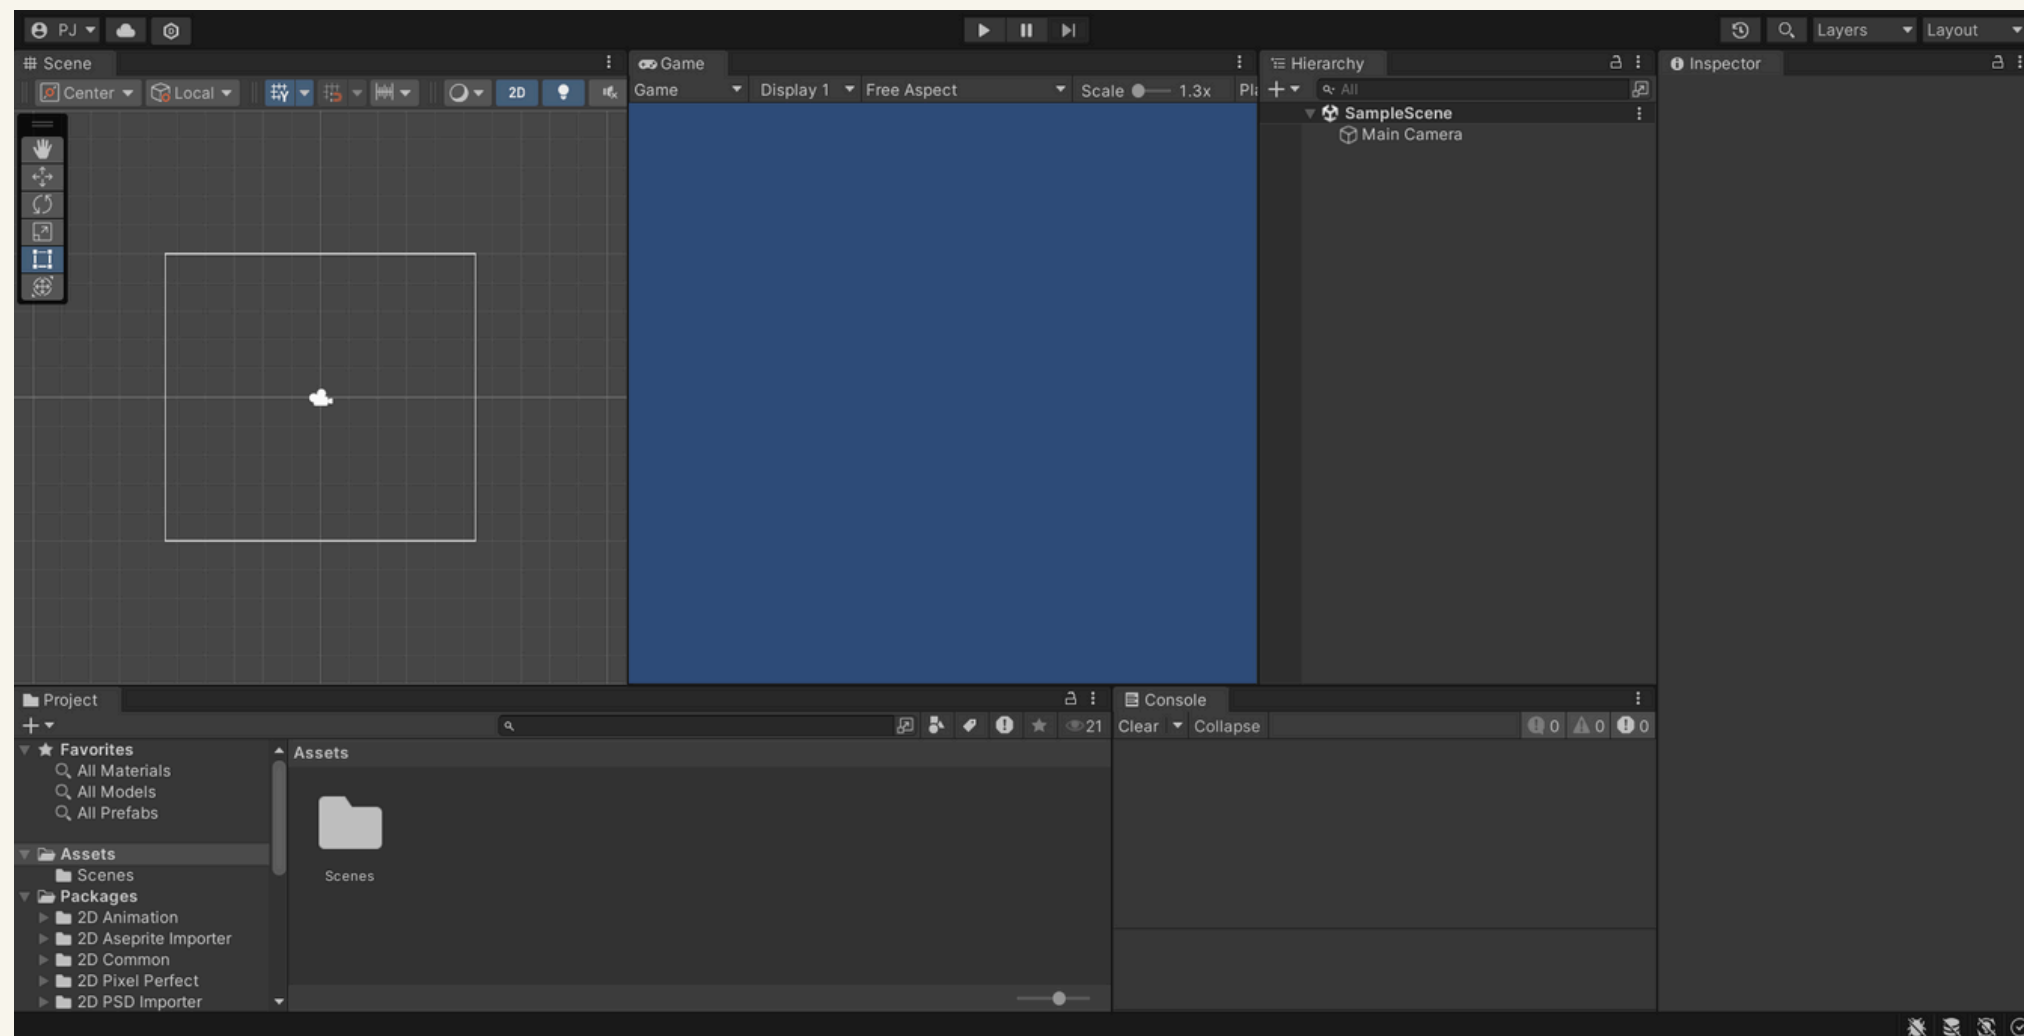 PJ
Layers Layout
Scene
Game
Hierarchy
Inspector
Center Local 2D
Game Display 1 Free Aspect Scale 1.3x
All
SampleScene
Main Camera
Project
Console
21
Clear Collapse 0 0 0
Favorites
All Materials
All Models
All Prefabs
Assets
Scenes
Packages
2D Animation
2D Aseprite Importer
2D Common
2D Pixel Perfect
2D PSD Importer
Assets
Scenes